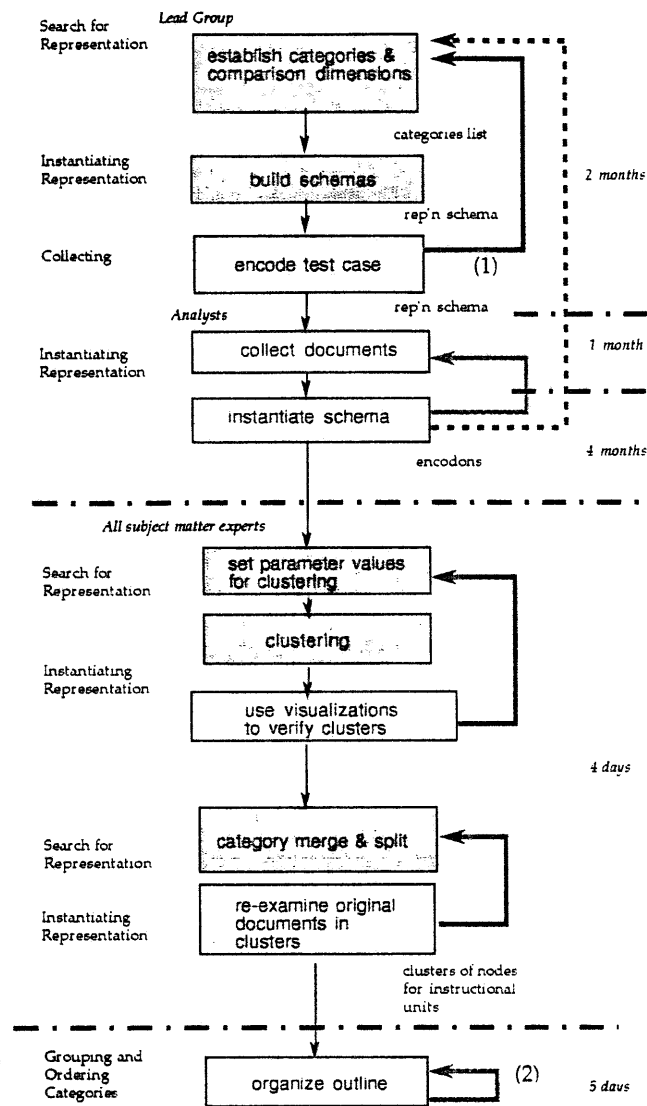 Lead Group
Search for
Representation
establish categories &
comparison dimensions
categories list
Instantiating
Representation
build schemas
2 months
rep'n schema
Collecting
encode test case
(1)
rep'n schema
Analysts
collect documents
1 month
Instantiating
Representation
instantiate schema
encodons
4 months
All subject matter experts
set parameter values
for clustering
Search for
Representation
clustering
Instantiating
Representation
use visualizations
to verify clusters
4 days
category merge & split
Search for
Representation
re-examine original
documents in
clusters
Instantiating
Representation
clusters of nodes
for instructional
units
Grouping and
Ordering
Categories
organize outline
(2)
5 days